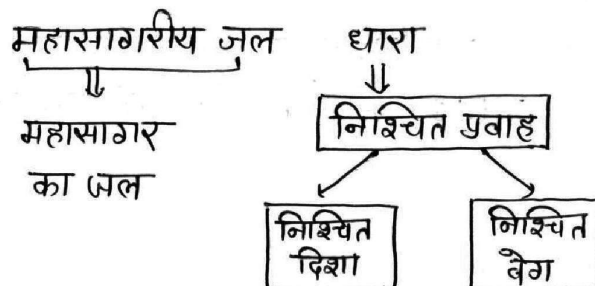 महासागरीय जल धारा
महासागर
का जल
निश्चित प्रवाह
निश्चित
दिशा
निश्चित
वेग